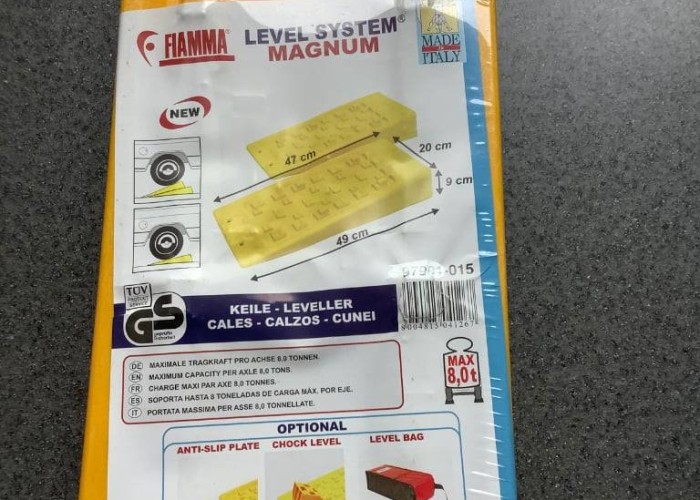 FIAMMA®
LEVEL SYSTEM®
MAGNUM
MADE
IN
ITALY
NEW
47 cm
20 cm
9 cm
49 cm
TÜV
GS
KEILE - LEVELLER
CALES - CALZOS - CUNEI
DE MAXIMALE TRAGKRAFT PRO ACHSE 8,0 TONNEN.
EN MAXIMUM CAPACITY PER AXLE 8,0 TONS.
FR CHARGE MAXI PAR AXE 8,0 TONNES.
ES SOPORTA HASTA 8 TONELADAS DE CARGA MÁX. POR EJE.
IT PORTATA MASSIMA PER ASSE 8,0 TONNELLATE.
MAX
8,0t
OPTIONAL
ANTI-SLIP PLATE
CHOCK LEVEL
LEVEL BAG